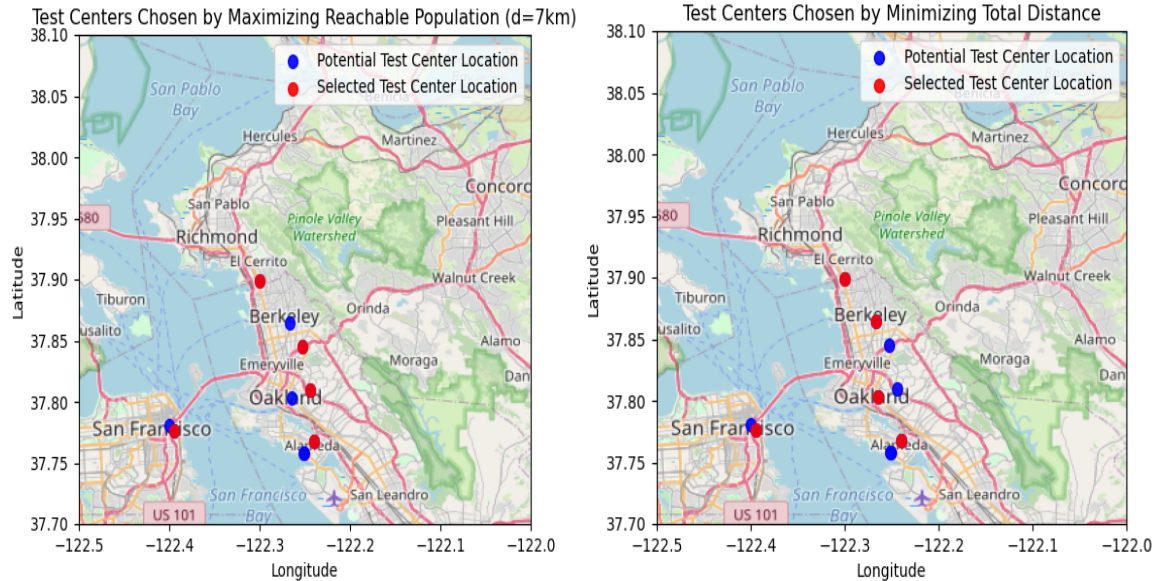 Test Centers Chosen by Maximizing Reachable Population (d=7km)
38.10
38.05
38.00
37.95
37.90
37.85
37.80
37.75
37.70
Latitude
Potential Test Center Location
Selected Test Center Location
San Pablo
Bay
Hercules
Martinez
Concord
San Pablo
Pinole Valley
Watershed
Pleasant Hill
580
Richmond
El Cerrito
Walnut Creek
Tiburon
Orinda
Berkeley
usalito
Alamo
Emeryville
Moraga
Dan
Oakland
San Francisco
Alameda
San Francisco
Bay
San Leandro
US 101
−122.5
−122.4
−122.3
−122.2
−122.1
−122.0
Longitude
Test Centers Chosen by Minimizing Total Distance
38.10
38.05
38.00
37.95
37.90
37.85
37.80
37.75
37.70
Latitude
Potential Test Center Location
Selected Test Center Location
San Pablo
Bay
Benicia
Hercules
Martinez
Concord
San Pablo
Pinole Valley
Watershed
Pleasant Hill
580
Richmond
El Cerrito
Walnut Creek
Tiburon
Orinda
Berkeley
usalito
Alamo
Emeryville
Moraga
Dan
Oakland
San Francisco
Alameda
San Francisco
Bay
San Leandro
US 101
−122.5
−122.4
−122.3
−122.2
−122.1
−122.0
Longitude